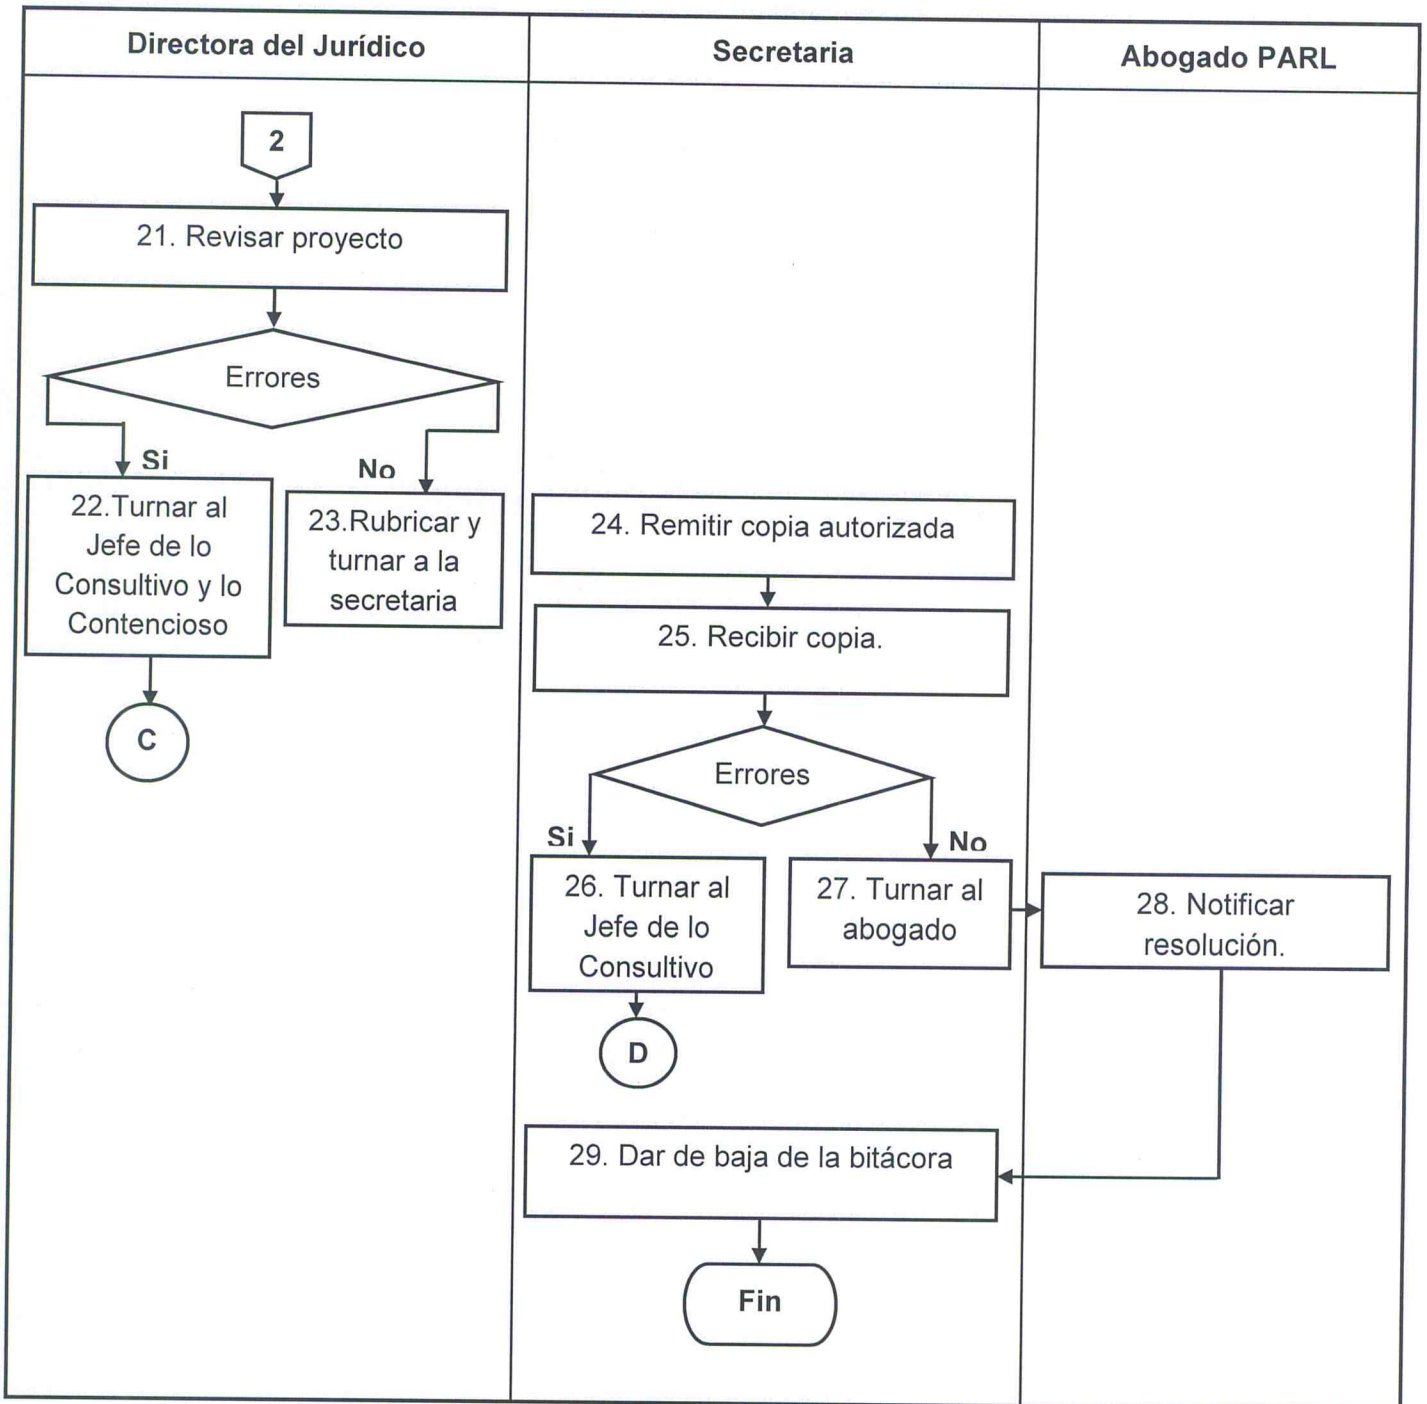 Directora del Jurídico
Secretaria
Abogado PARL
2
21. Revisar proyecto
Errores
Si
No
22.Turnar al
Jefe de lo
Consultivo y lo
Contencioso
23.Rubricar y
turnar a la
secretaria
C
24. Remitir copia autorizada
25. Recibir copia.
Errores
Si
No
26. Turnar al
Jefe de lo
Consultivo
27. Turnar al
abogado
28. Notificar
resolución.
D
29. Dar de baja de la bitácora
Fin